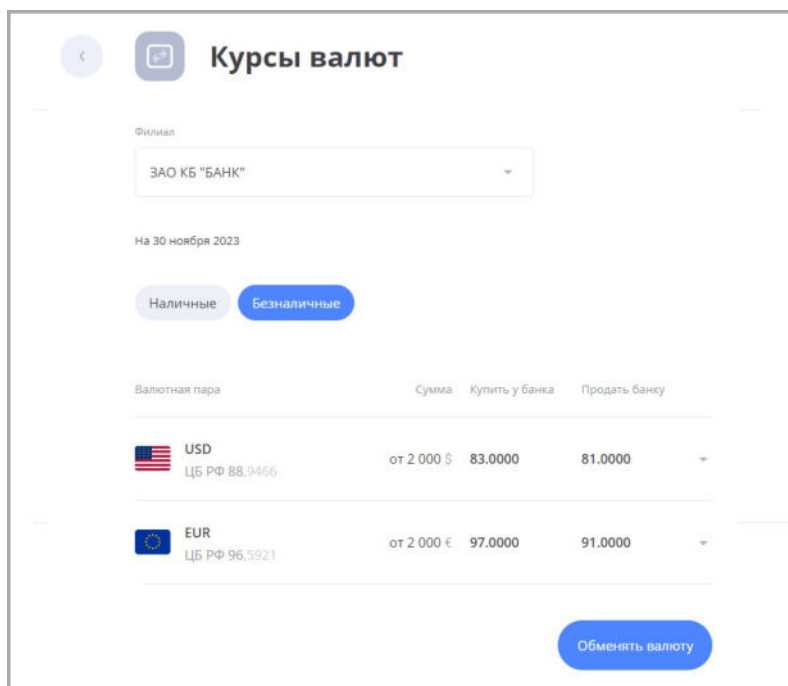 Курсы валют
Филиал
ЗАО КБ "БАНК"
На 30 ноября 2023
Наличные Безналичные
Валютная пара Сумма Купить у банка Продать банку
USD
от 2 000 $ 83.0000 81.0000
ЦБ РФ 88.9466
EUR
от 2 000 € 97.0000 91.0000
ЦБ РФ 96.5921
Обменять валюту